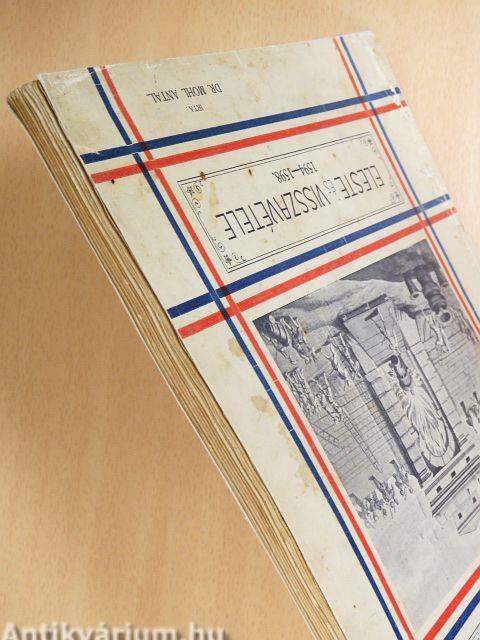 ELESTE ÉS VISSZAVÉTELE
1594—1598.
IRTA
DR. MOHL ANTAL
Antikvárium.hu